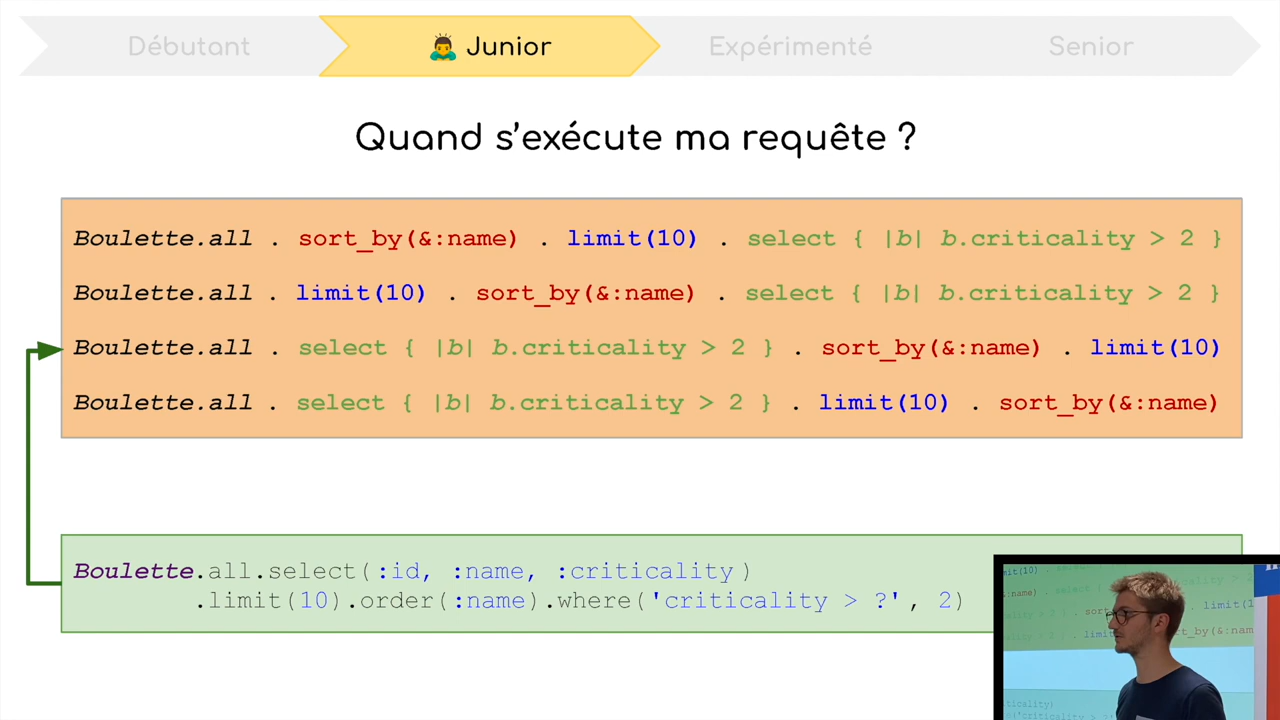 Débutant
Junior
Expérimenté
Senior
Quand s'exécute ma requête ?
Boulette.all . sort_by(&:name) . limit(10) . select { |b| b.criticality > 2 }
Boulette.all . limit(10) . sort_by(&:name) . select { |b| b.criticality > 2 }
Boulette.all . select { |b| b.criticality > 2 } . sort_by(&:name) . limit(10)
Boulette.all . select { |b| b.criticality > 2 } . limit(10) . sort_by(&:name)
Boulette.all.select(:id, :name, :criticality)
.limit(10).order(:name).where('criticality > ?', 2)